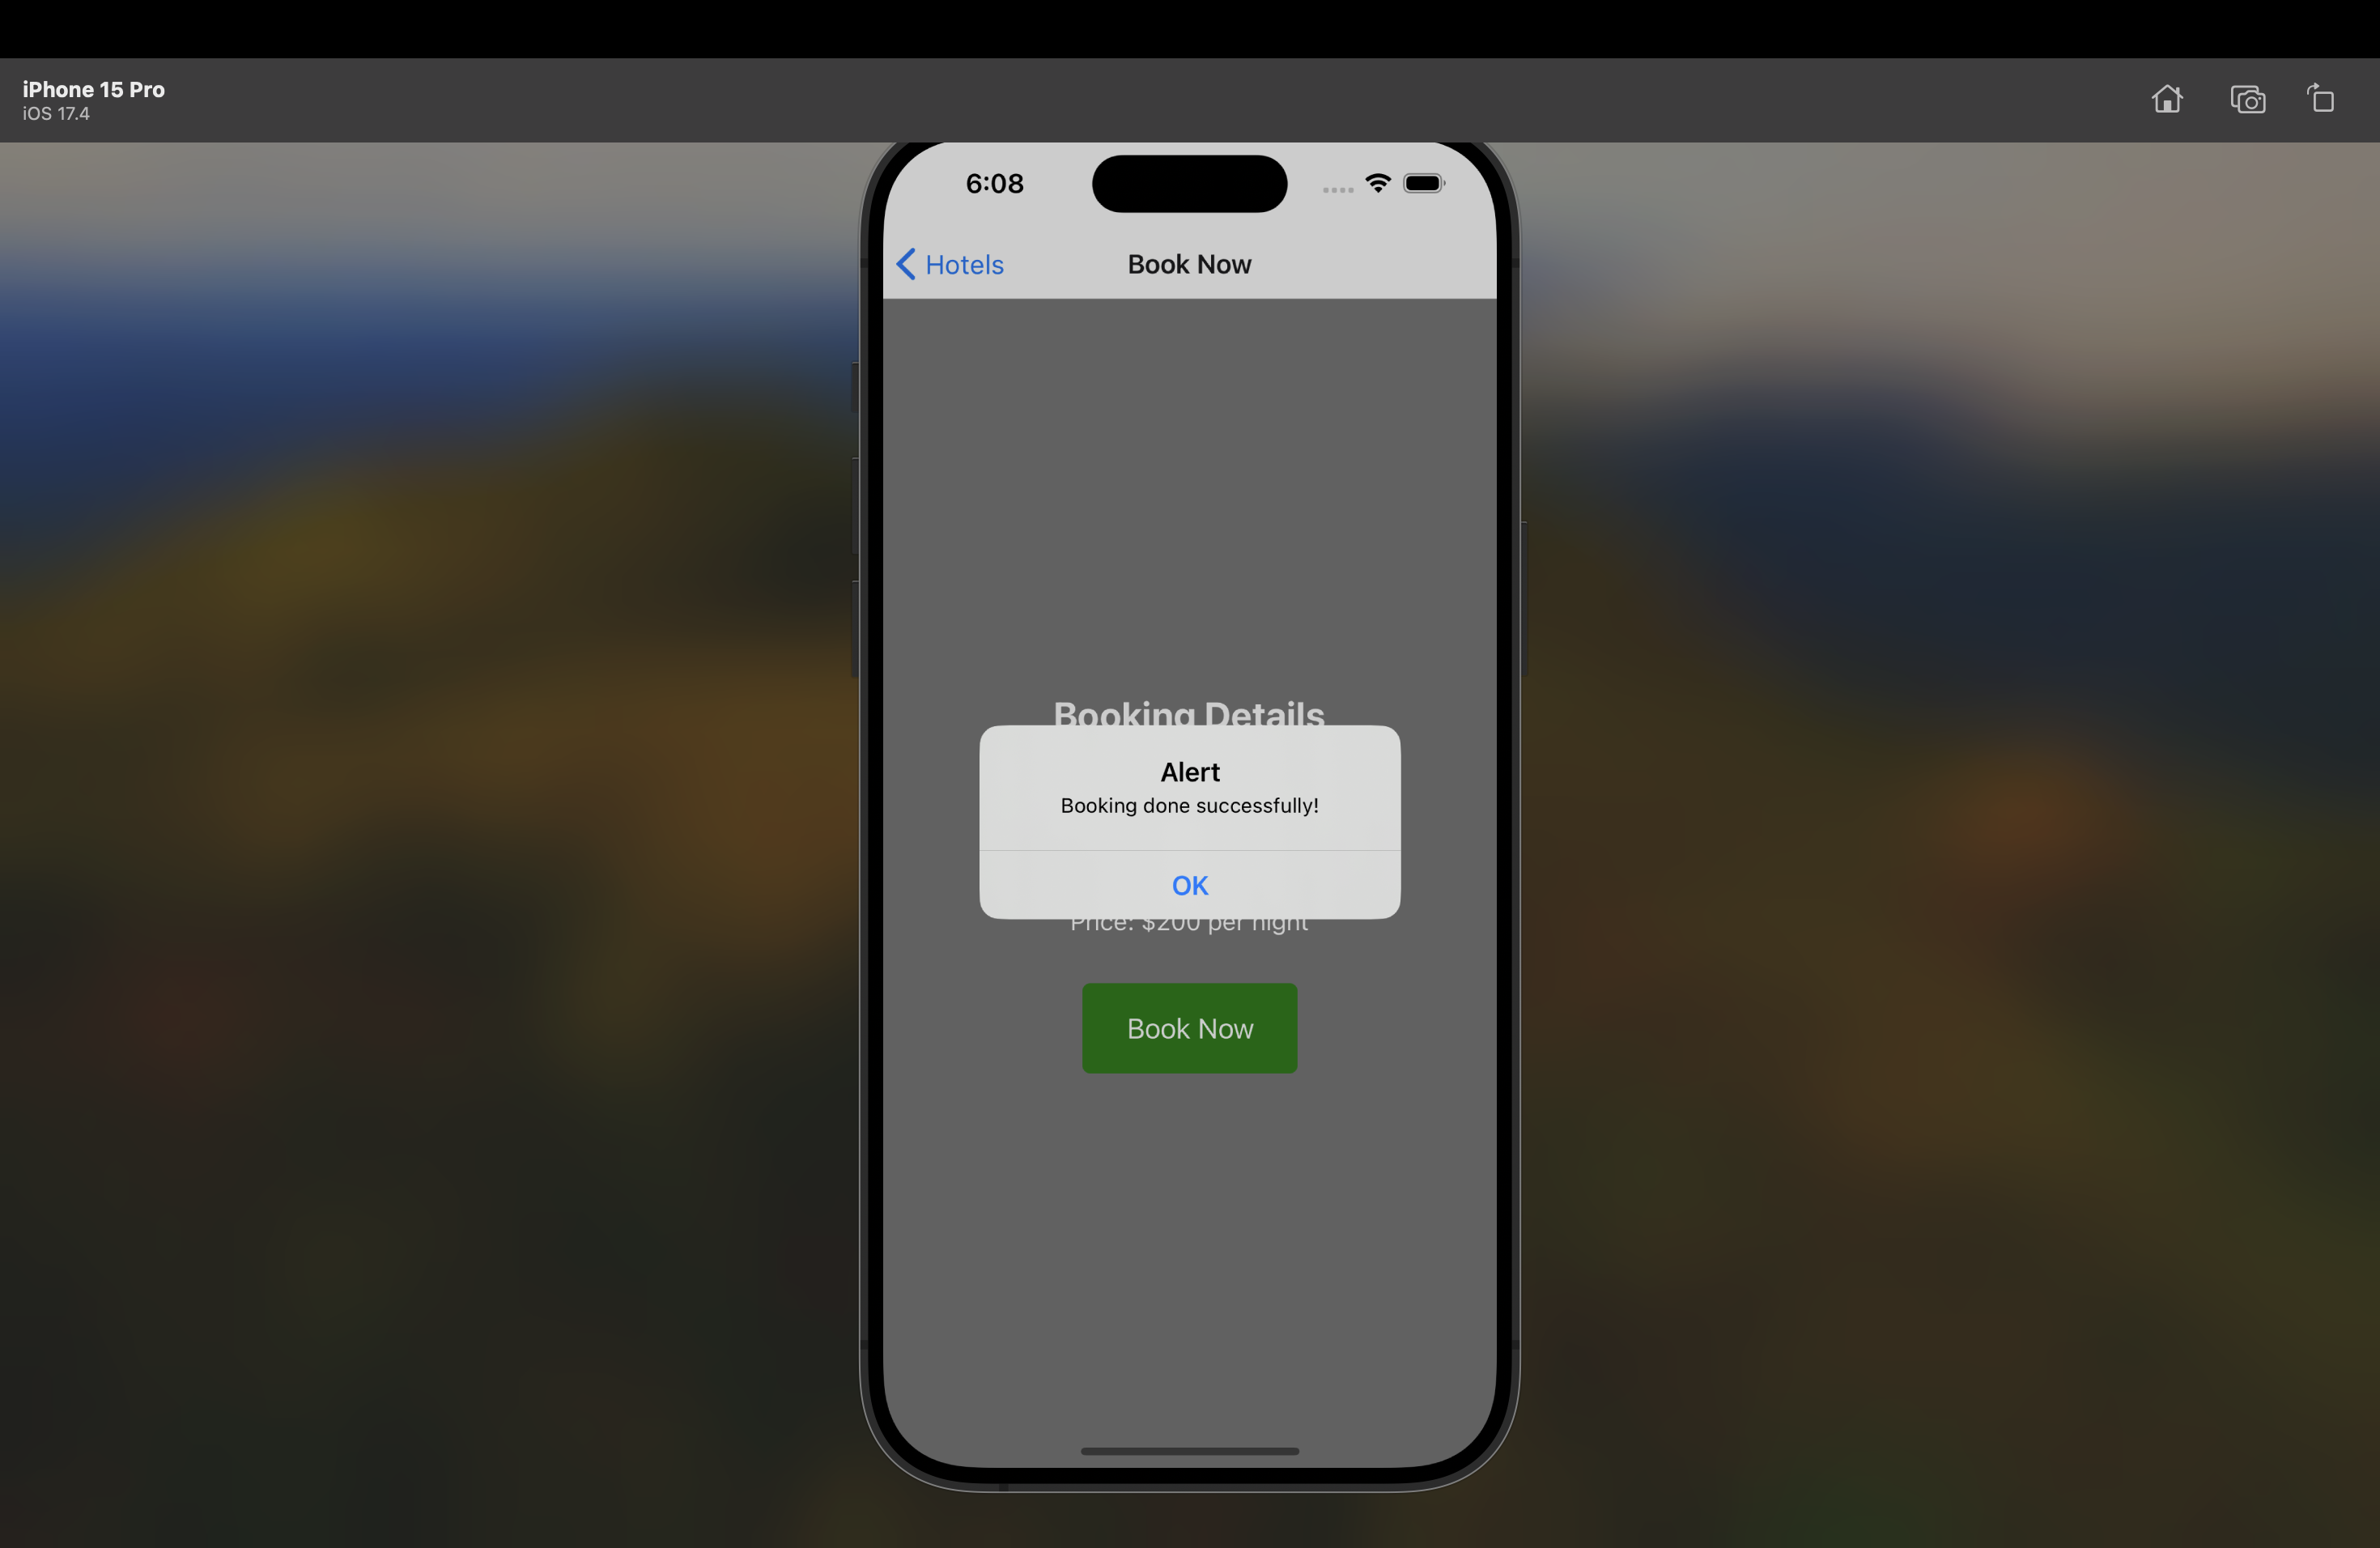 iPhone 15 Pro
iOS 17.4
6:08
Hotels
Book Now
Booking Details
Alert
Booking done successfully!
OK
Price: $200 per night
Book Now